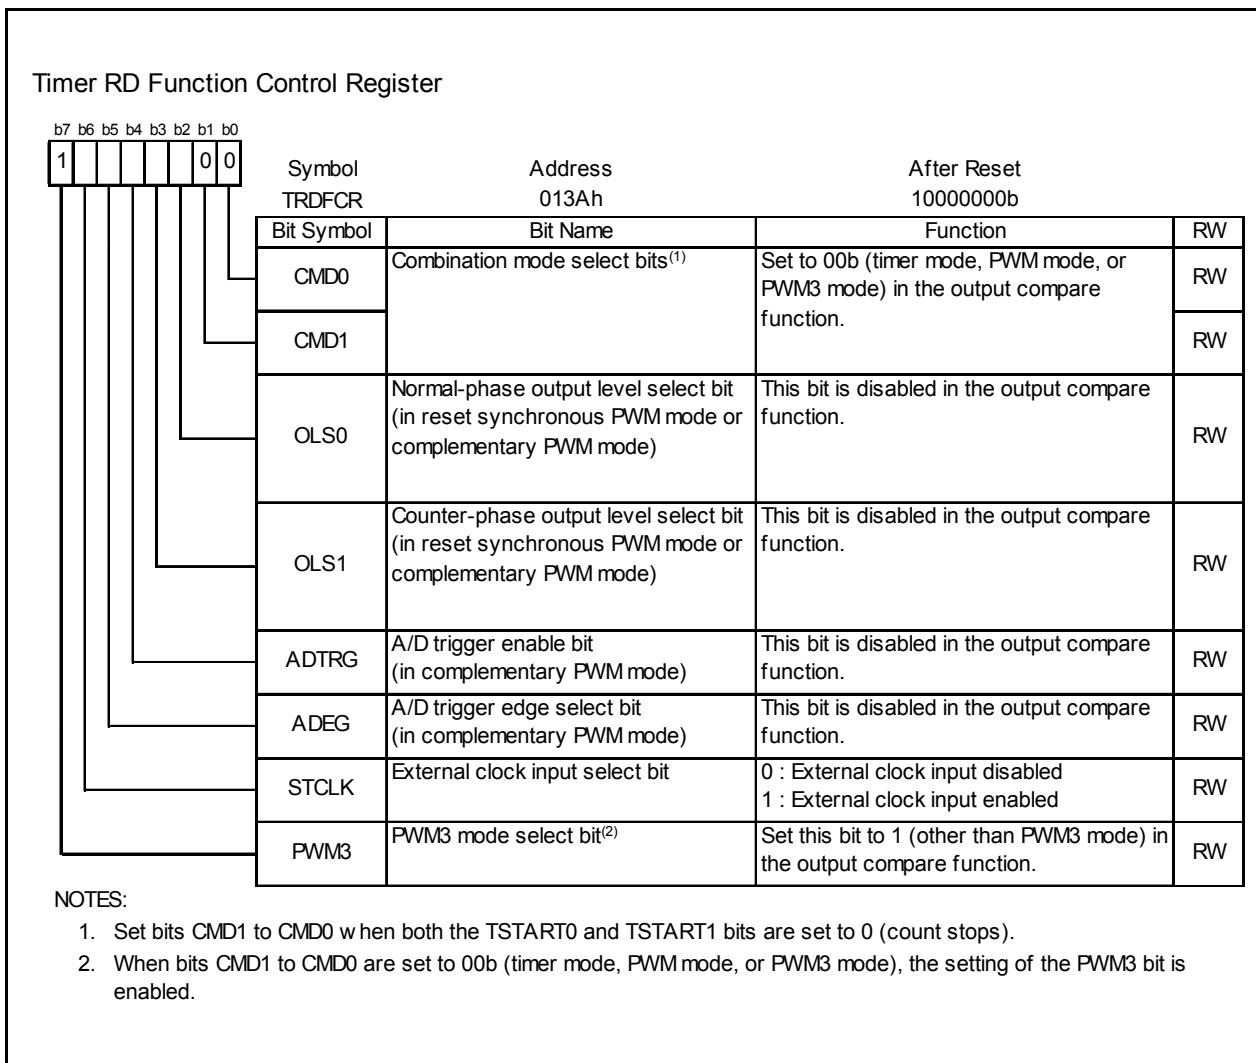 Timer RD Function Control Register
b7 b6 b5 b4 b3 b2 b1 b0
1 0 0
Symbol Address After Reset
TRDFCR 013Ah 10000000b
Bit Symbol Bit Name Function RW
CMD0 Combination mode select bits(1) Set to 00b (timer mode, PWM mode, or PWM3 mode) in the output compare function. RW
CMD1 RW
OLS0 Normal-phase output level select bit (in reset synchronous PWM mode or complementary PWM mode) This bit is disabled in the output compare function. RW
OLS1 Counter-phase output level select bit (in reset synchronous PWM mode or complementary PWM mode) This bit is disabled in the output compare function. RW
ADTRG A/D trigger enable bit (in complementary PWM mode) This bit is disabled in the output compare function. RW
ADEG A/D trigger edge select bit (in complementary PWM mode) This bit is disabled in the output compare function. RW
STCLK External clock input select bit 0 : External clock input disabled 1 : External clock input enabled RW
PWM3 PWM3 mode select bit(2) Set this bit to 1 (other than PWM3 mode) in the output compare function. RW
NOTES:
1. Set bits CMD1 to CMD0 when both the TSTART0 and TSTART1 bits are set to 0 (count stops).
2. When bits CMD1 to CMD0 are set to 00b (timer mode, PWM mode, or PWM3 mode), the setting of the PWM3 bit is
enabled.